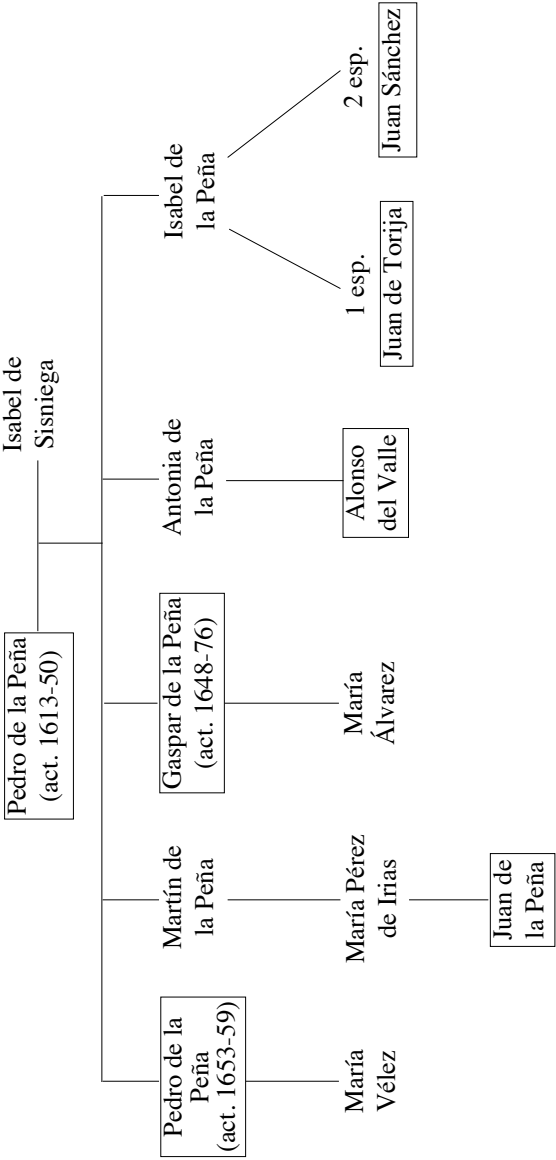 Pedro de la Peña
(act. 1613-50)
Isabel de
Sisniega
Pedro de la
Peña
(act. 1653-59)
Martín de
la Peña
Gaspar de la Peña
(act. 1648-76)
Antonia de
la Peña
Isabel de
la Peña
María
Vélez
María Pérez
de Irias
María
Álvarez
Alonso
del Valle
1 esp.
Juan de Torija
2 esp.
Juan Sánchez
Juan de
la Peña